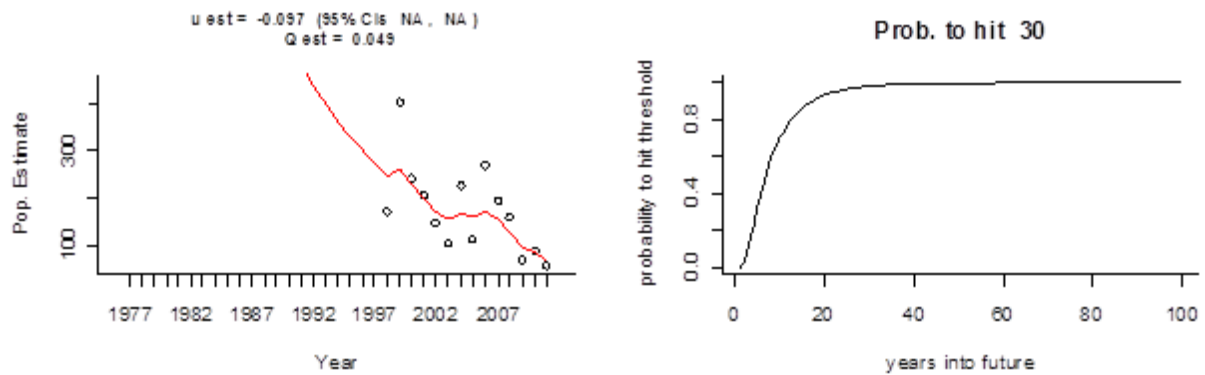 u est = -0.097 (95% CIs NA , NA )
Q est = 0.049
Pop. Estimate
100
300
1977 1982 1987 1992 1997 2002 2007
Year
Prob. to hit 30
probability to hit threshold
0.0
0.4
0.8
0 20 40 60 80 100
years into future